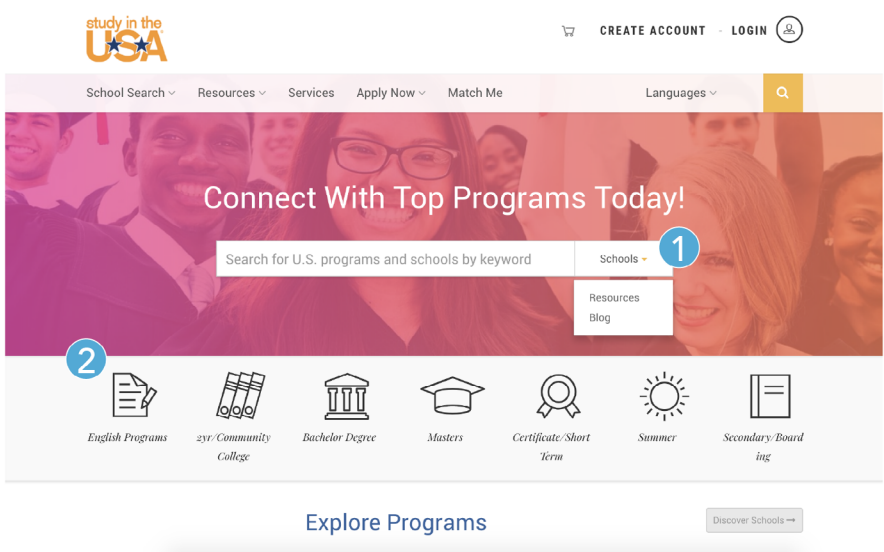 study in the
USA
CREATE ACCOUNT - LOGIN
School Search Resources Services Apply Now Match Me Languages
Connect With Top Programs Today!
1
Search for U.S. programs and schools by keyword Schools
Resources
Blog
2
English Programs 2yr/Community Bachelor Degree Masters Certificate/Short Summer Secondary/Board
College Term ing
Explore Programs Discover Schools →